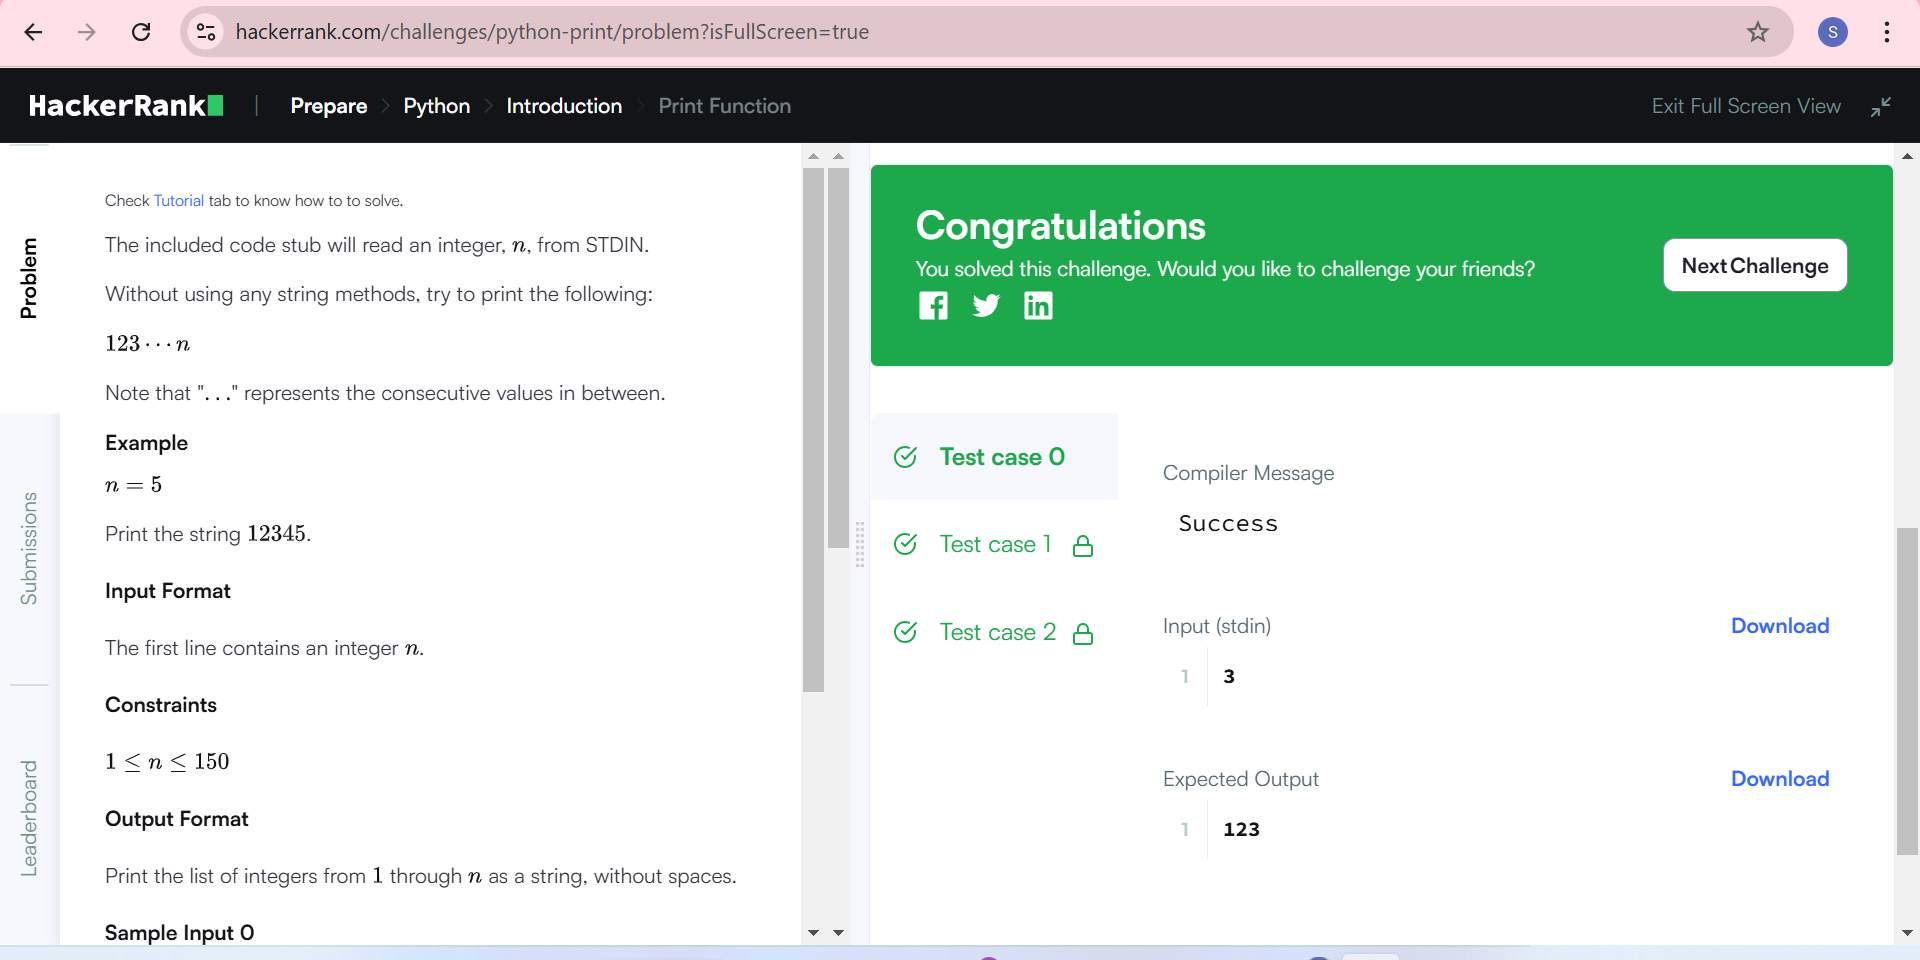 hackerrank.com/challenges/python-print/problem?isFullScreen=true
S
HackerRank
Prepare
Python
Introduction
Print Function
Exit Full Screen View
Problem
Submissions
Leaderboard
Check Tutorial tab to know how to to solve.
The included code stub will read an integer, n, from STDIN.
Without using any string methods, try to print the following:
123⋯n
Note that "..." represents the consecutive values in between.
Example
n = 5
Print the string 12345.
Input Format
The first line contains an integer n.
Constraints
1 ≤ n ≤ 150
Output Format
Print the list of integers from 1 through n as a string, without spaces.
Sample Input 0
Congratulations
You solved this challenge. Would you like to challenge your friends?
Next Challenge
Test case 0
Test case 1
Test case 2
Compiler Message
Success
Input (stdin)
Download
1 3
Expected Output
Download
1 123